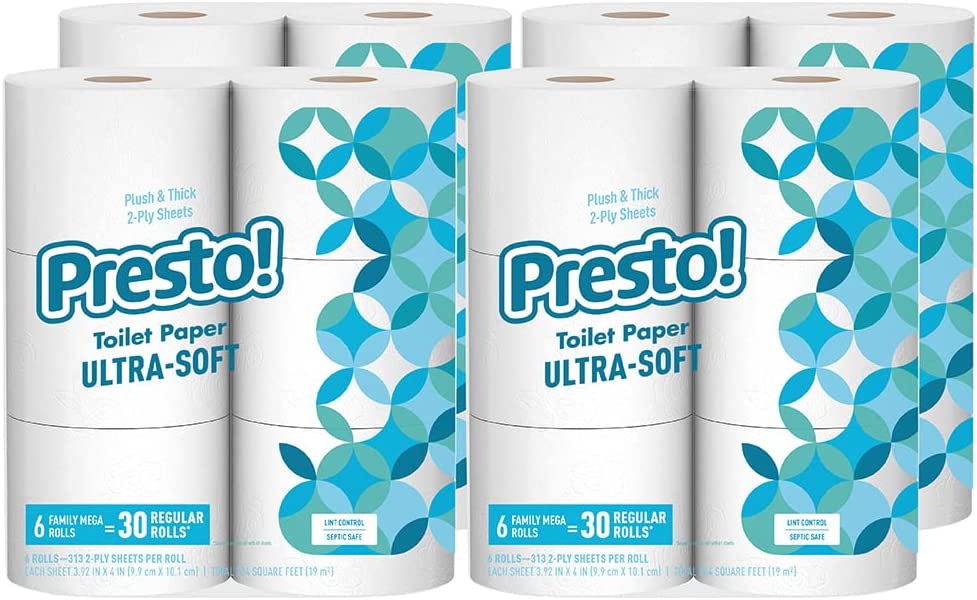 Plush & Thick
2-Ply Sheets
Presto!
Toilet Paper
ULTRA-SOFT
6 FAMILY MEGA ROLLS = 30 REGULAR ROLLS*
LINT CONTROL
SEPTIC SAFE
6 ROLLS—313 2-PLY SHEETS PER ROLL
EACH SHEET 3.92 IN X 4 IN (9.9 cm X 10.1 cm) | SQUARE FEET (19 m²)
Plush & Thick
2-Ply Sheets
Presto!
Toilet Paper
ULTRA-SOFT
6 FAMILY MEGA ROLLS = 30 REGULAR ROLLS*
LINT CONTROL
SEPTIC SAFE
6 ROLLS—313 2-PLY SHEETS PER ROLL
EACH SHEET 3.92 IN X 4 IN (9.9 cm X 10.1 cm) | SQUARE FEET (19 m²)